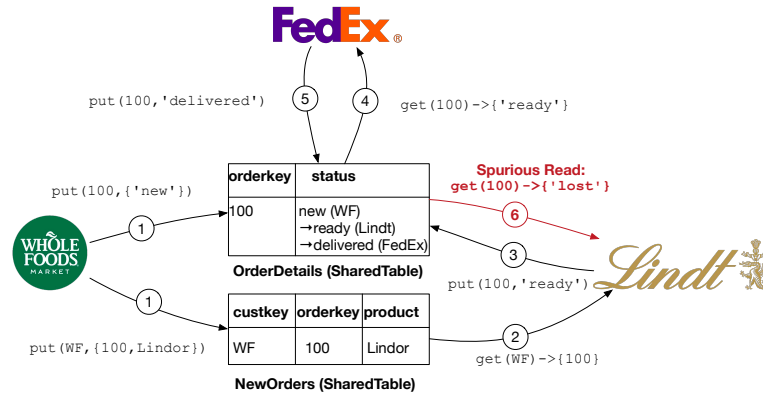 FedEx®
put(100,'delivered')
5
4
get(100)->{'ready'}
orderkey status
Spurious Read:
get(100)->{'lost'}
put(100,{'new'})
1
100
new (WF)
→ready (Lindt)
→delivered (FedEx)
6
3
WHOLE
FOODS
MARKET
OrderDetails (SharedTable)
Lindt
put(100,'ready')
1
custkey orderkey product
WF 100 Lindor
2
put(WF,{100,Lindor})
get(WF)->{100}
NewOrders (SharedTable)